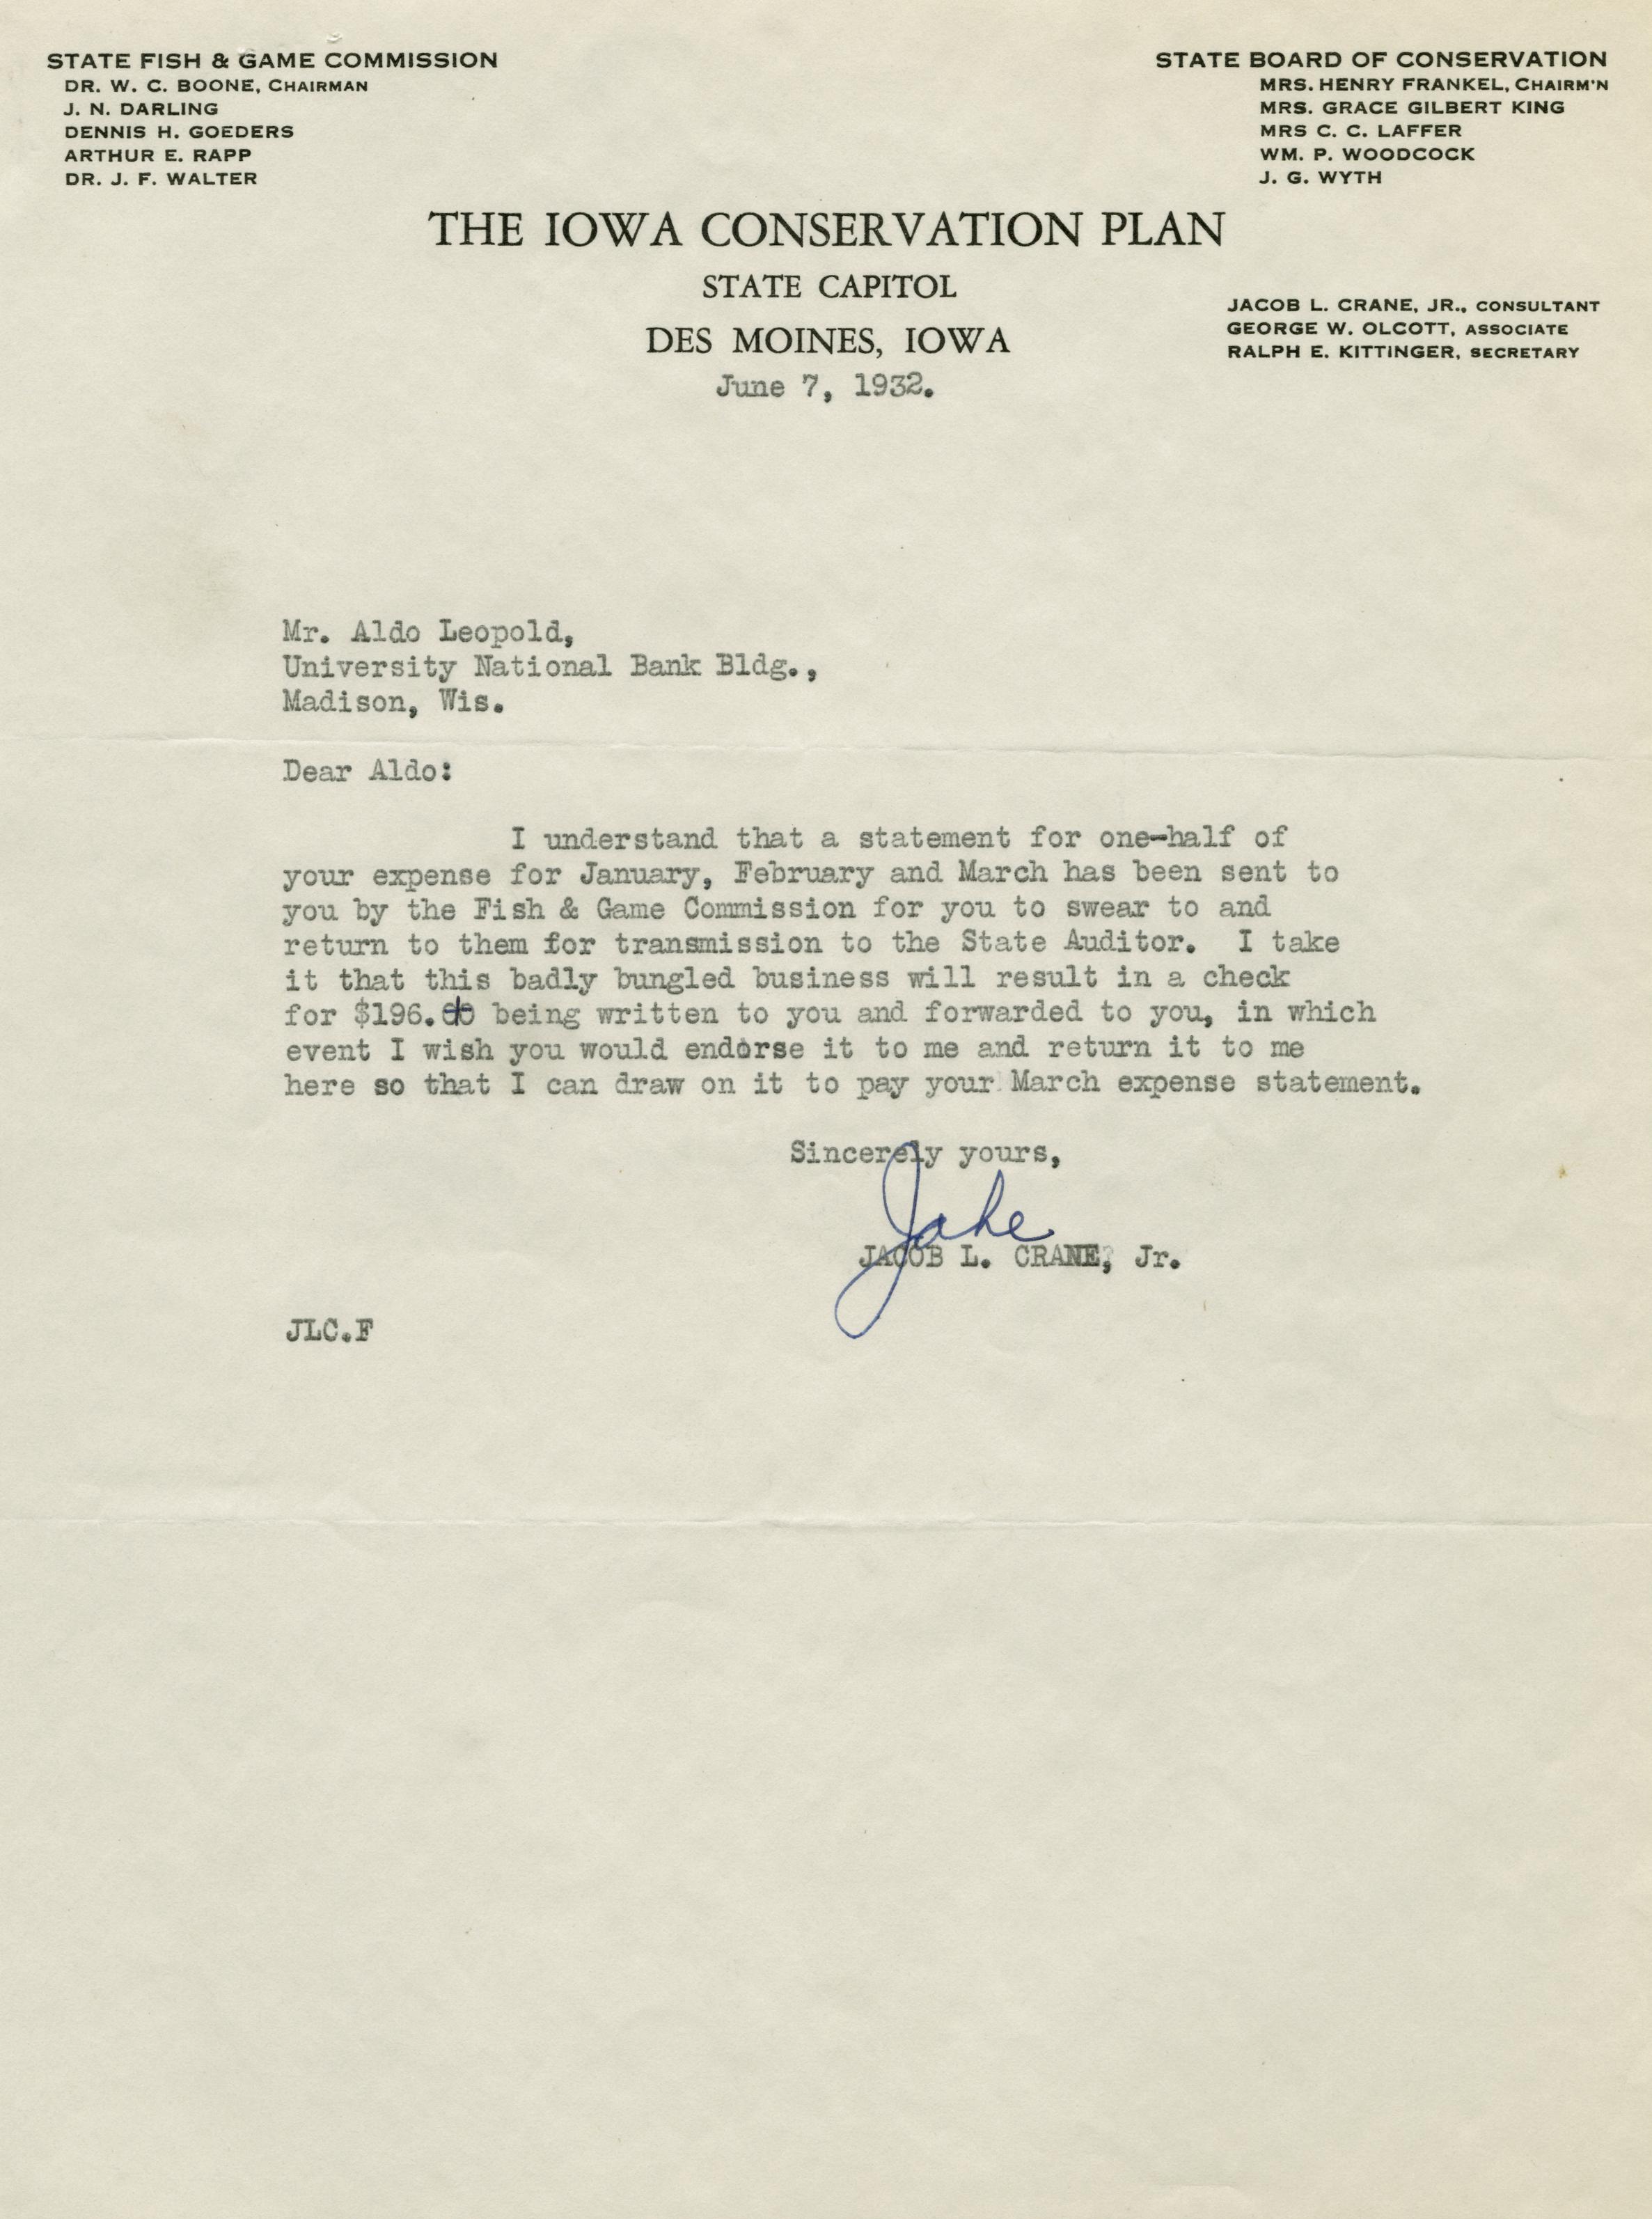 STATE FISH & GAME COMMISSION
DR. W. C. BOONE, CHAIRMAN
J. N. DARLING
DENNIS H. GOEDERS
ARTHUR E. RAPP
DR. J. F. WALTER
STATE BOARD OF CONSERVATION
MRS. HENRY FRANKEL, CHAIRM'N
MRS. GRACE GILBERT KING
MRS C. C. LAFFER
WM. P. WOODCOCK
J. G. WYTH
THE IOWA CONSERVATION PLAN
STATE CAPITOL
DES MOINES, IOWA
JACOB L. CRANE, JR., CONSULTANT
GEORGE W. OLCOTT, ASSOCIATE
RALPH E. KITTINGER, SECRETARY
June 7, 1932.
Mr. Aldo Leopold,
University National Bank Bldg.,
Madison, Wis.
Dear Aldo:
I understand that a statement for one-half of
your expense for January, February and March has been sent to
you by the Fish & Game Commission for you to swear to and
return to them for transmission to the State Auditor. I take
it that this badly bungled business will result in a check
for $196. being written to you and forwarded to you, in which
event I wish you would endorse it to me and return it to me
here so that I can draw on it to pay your March expense statement.
Sincerely yours,
Jake
JACOB L. CRANE, Jr.
JLC.F